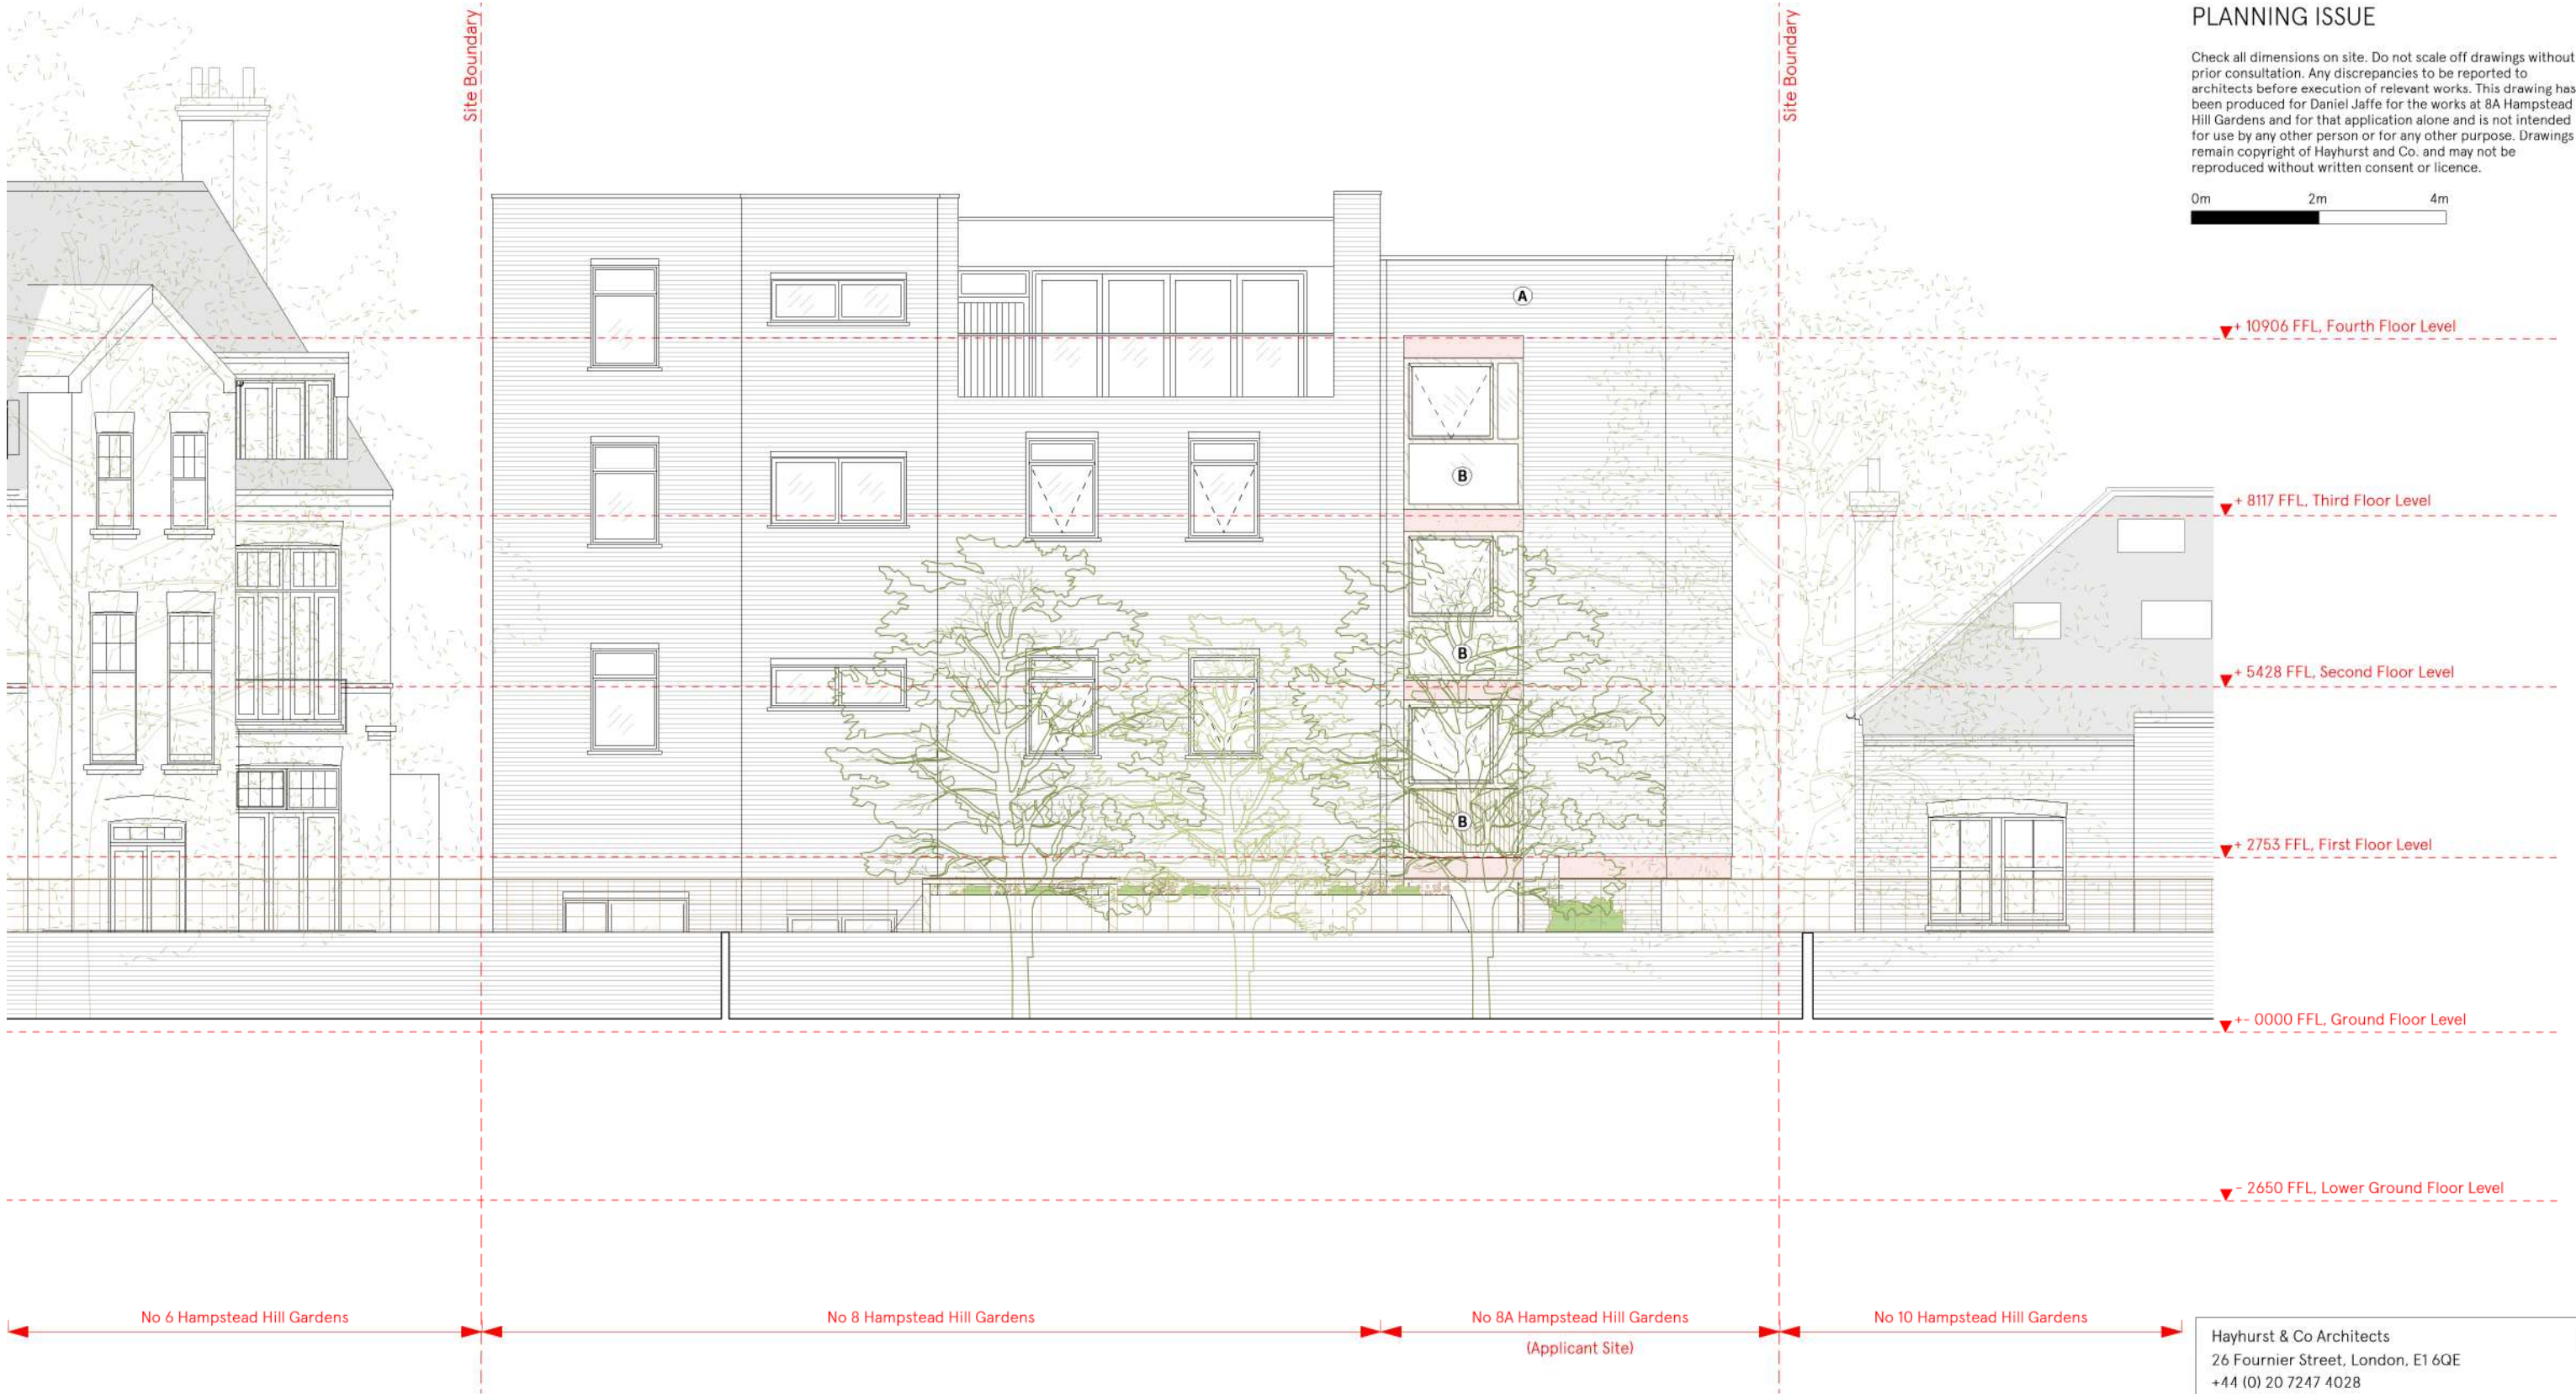 Site Boundary
Site Boundary
PLANNING ISSUE
Check all dimensions on site. Do not scale off drawings without
prior consultation. Any discrepancies to be reported to
architects before execution of relevant works. This drawing has
been produced for Daniel Jaffe for the works at 8A Hampstead
Hill Gardens and for that application alone and is not intended
for use by any other person or for any other purpose. Drawings
remain copyright of Hayhurst and Co. and may not be
reproduced without written consent or licence.
0m 2m 4m
A
+ 10906 FFL, Fourth Floor Level
B
+ 8117 FFL, Third Floor Level
B
+ 5428 FFL, Second Floor Level
B
+ 2753 FFL, First Floor Level
+- 0000 FFL, Ground Floor Level
- 2650 FFL, Lower Ground Floor Level
No 6 Hampstead Hill Gardens
No 8 Hampstead Hill Gardens
No 8A Hampstead Hill Gardens
(Applicant Site)
No 10 Hampstead Hill Gardens
Hayhurst & Co Architects
26 Fournier Street, London, E1 6QE
+44 (0) 20 7247 4028